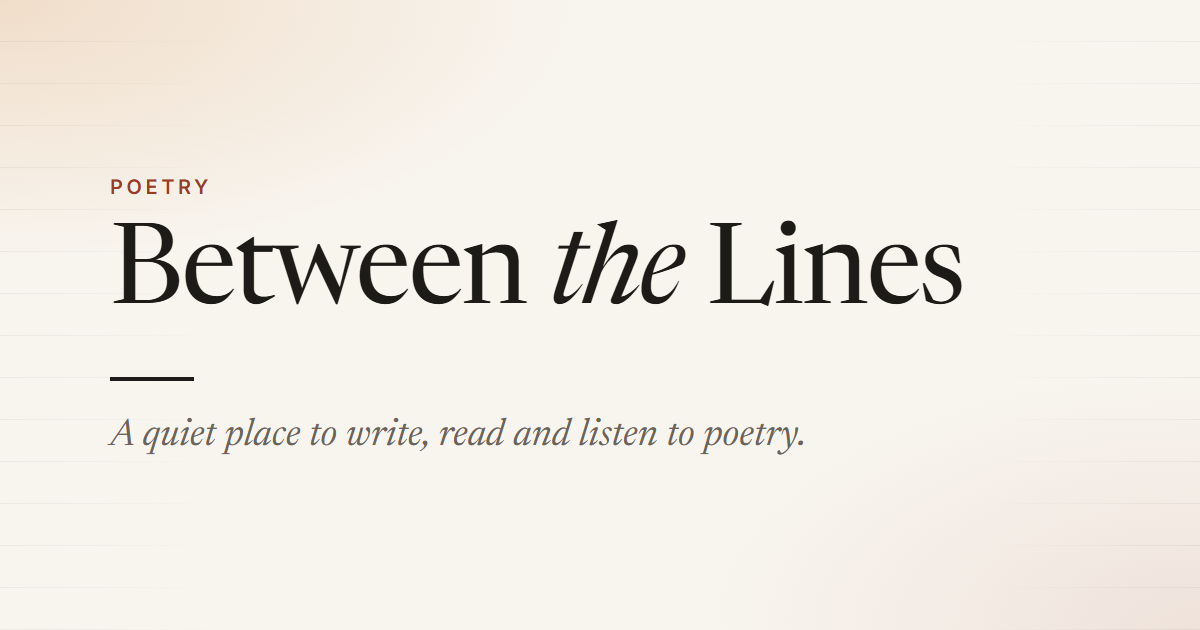 POETRY
Between the Lines
A quiet place to write, read and listen to poetry.